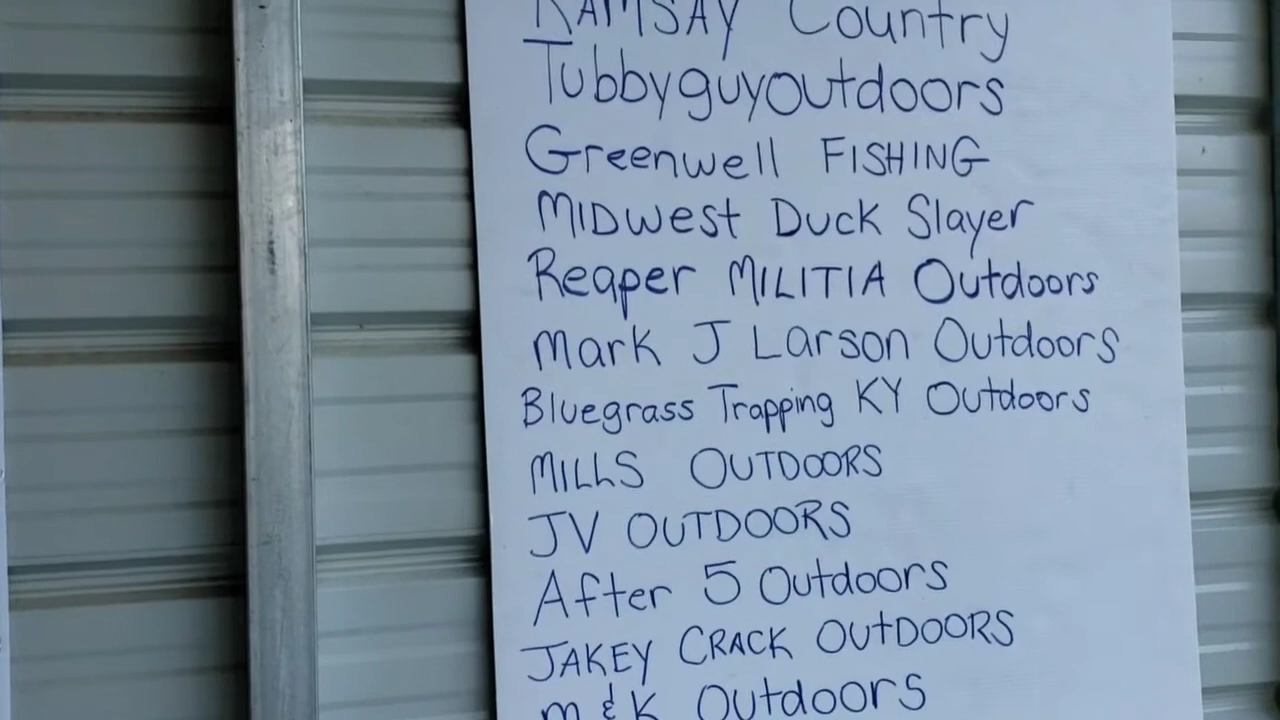 RAMSAY Country
Tubbyguyoutdoors
Greenwell FISHING
MIDwest Duck Slayer
Reaper MILITIA Outdoors
Mark J Larson Outdoors
Bluegrass Trapping KY Outdoors
MILLS OUTDOORS
JV OUTDOORS
After 5 Outdoors
JAKEY CRACK OUtDOORS
M & K Outdoors